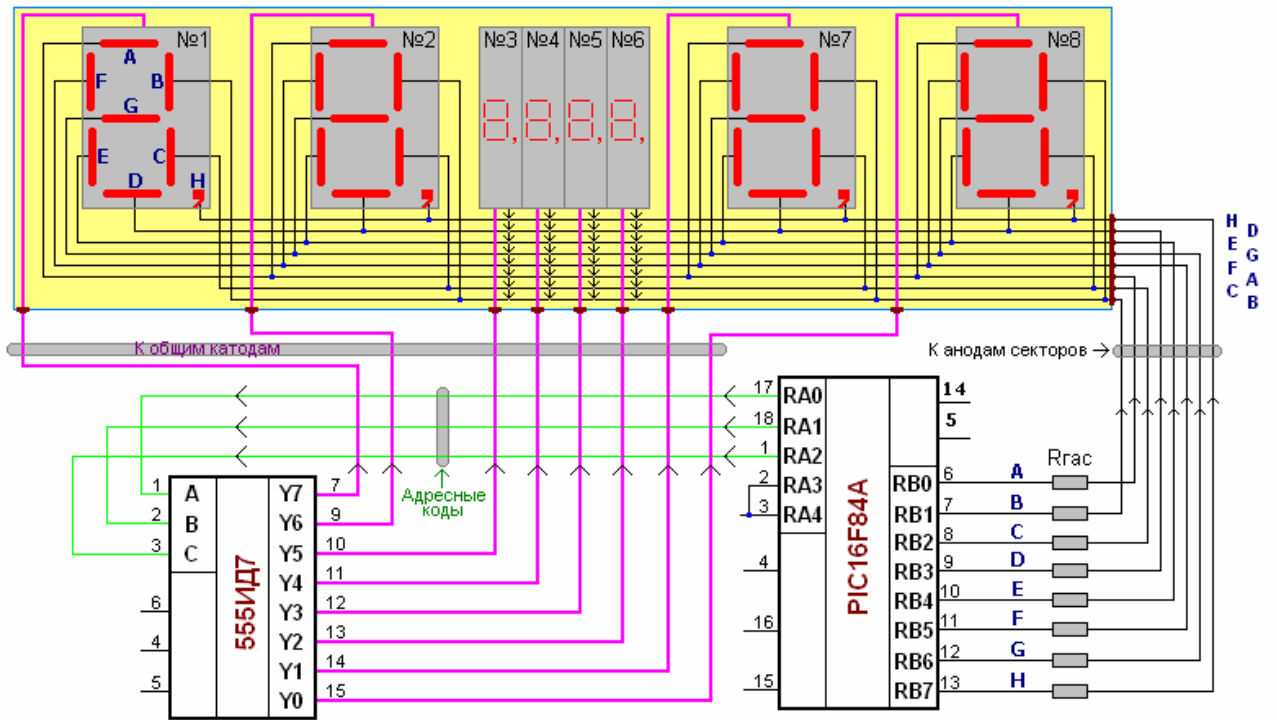 №1 №2 №3 №4 №5 №6 №7 №8
A
F B
G
E C
D H
H D
E G
F A
C B
К общим катодам
К анодам секторов
Адресные
коды
555ИД7
1 A
2 B
3 C
6
4
5
Y7 7
Y6 9
Y5 10
Y4 11
Y3 12
Y2 13
Y1 14
Y0 15
PIC16F84A
17 RA0
18 RA1
1 RA2
2 RA3
3 RA4
4
16
15
14
5
Rгас
RB0 6 A
RB1 7 B
RB2 8 C
RB3 9 D
RB4 10 E
RB5 11 F
RB6 12 G
RB7 13 H